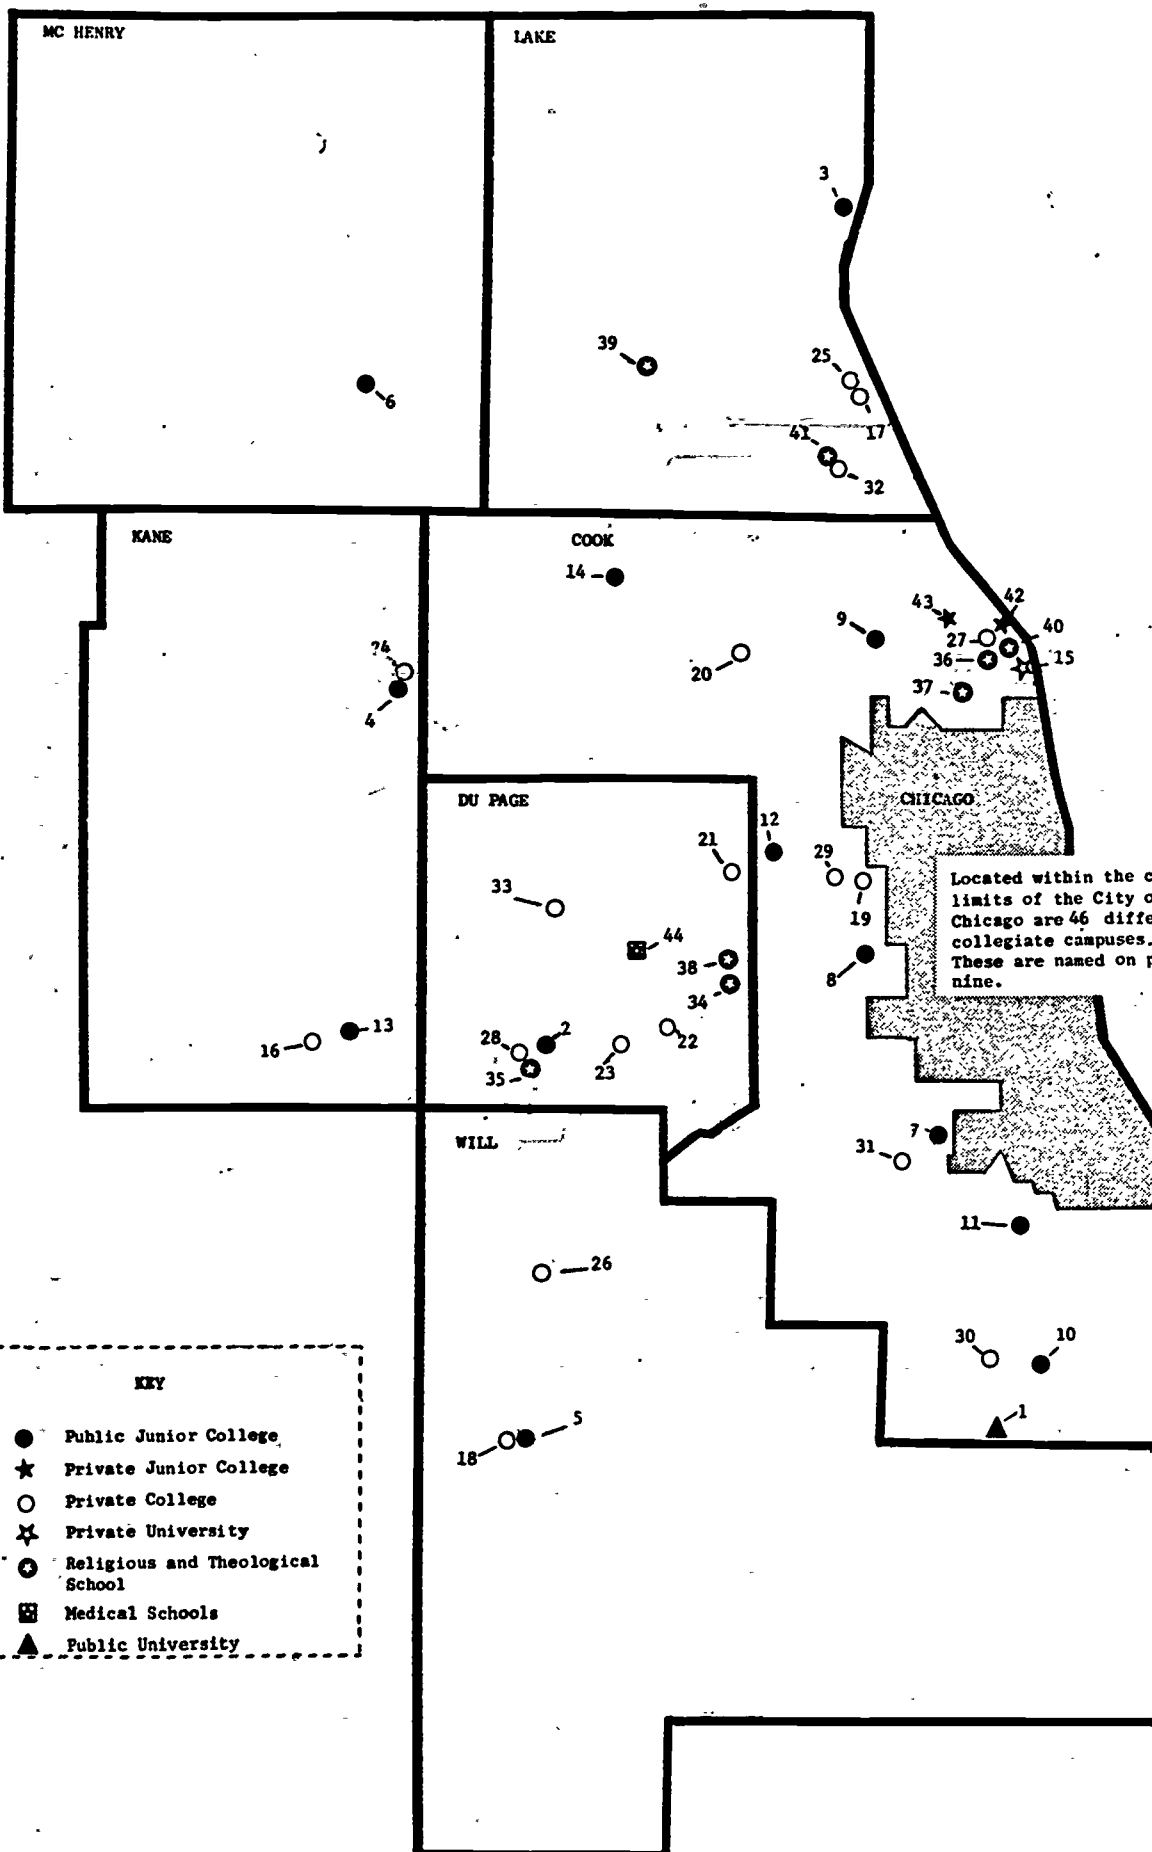 MC HENRY
LAKE
3
39
25
6
17
41
32
KANE
COOK
14
43
42
9
27
40
24
36
15
20
37
4
DU PAGE
CHICAGO
12
21
29
33
19
Located within the c
limits of the City o
Chicago are 46 diffe
collegiate campuses.
These are named on p
nine.
44
38
8
34
13
2
16
28
22
35
23
WILL
7
31
11
26
30
10
1
5
18
KEY
Public Junior College
Private Junior College
Private College
Private University
Religious and Theological
School
Medical Schools
Public University